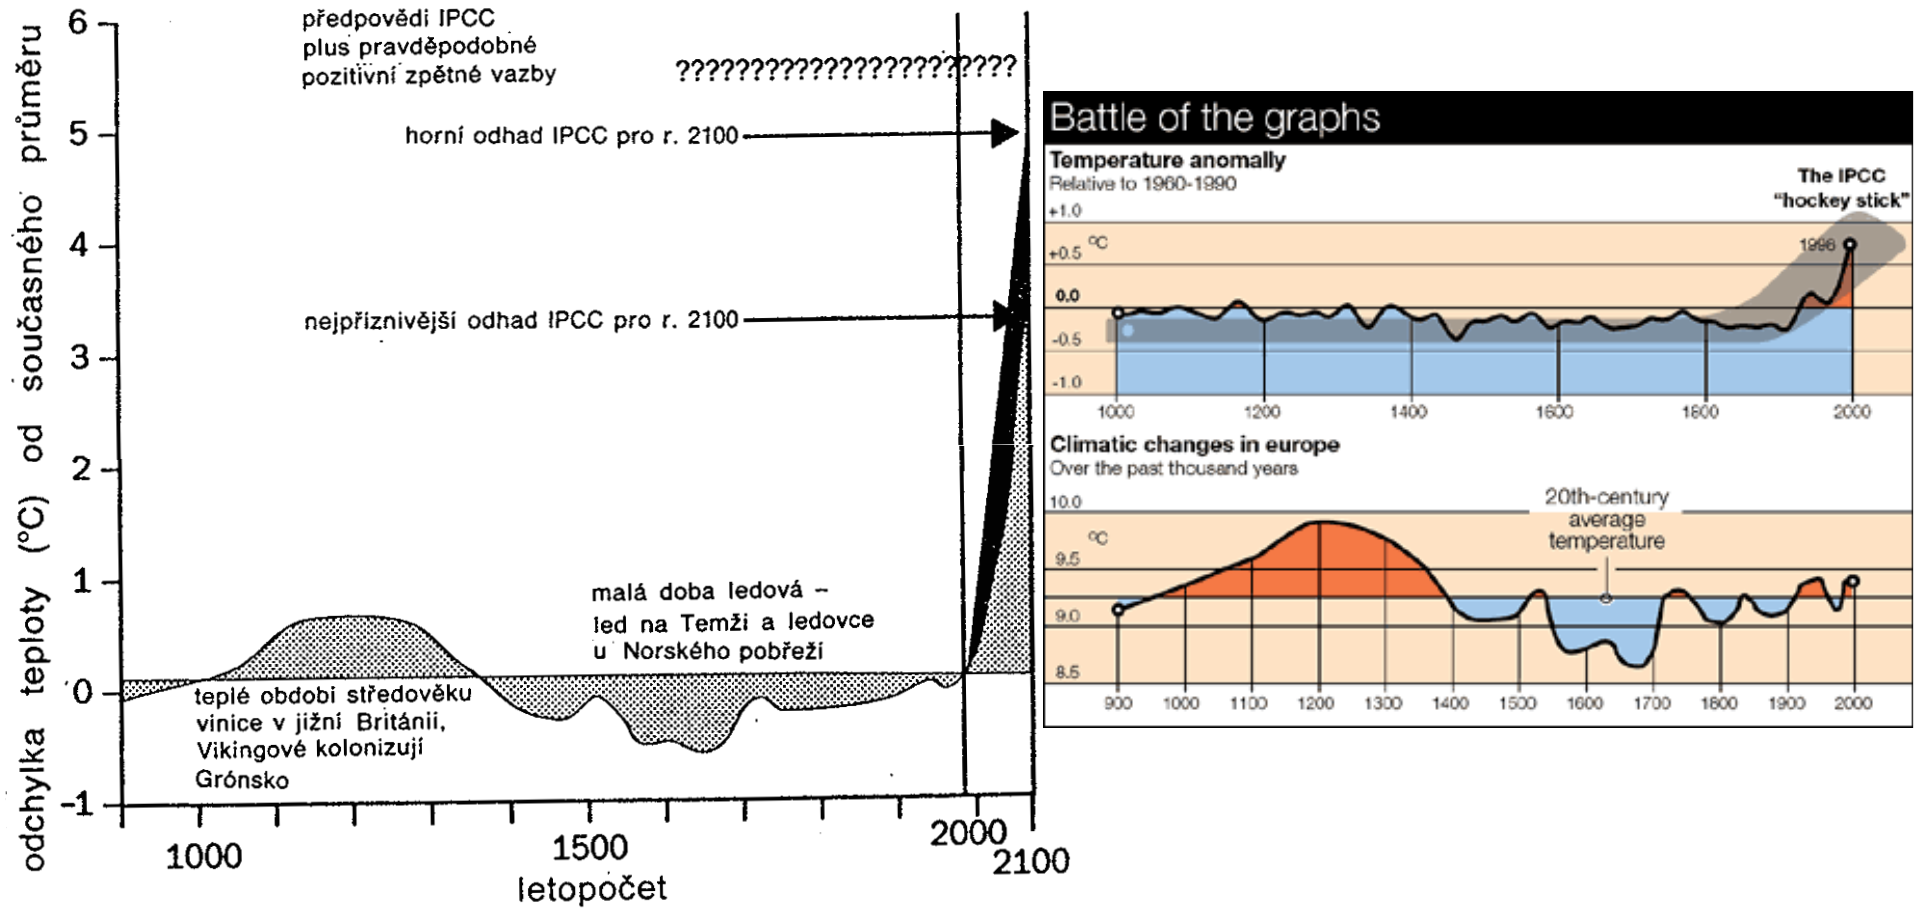 odchylka teploty (°C) od současného průměru
6
5
4
3
2
1
0
-1
předpovědi IPCC
plus pravděpodobné
pozitivní zpětné vazby
???????????????????????
horní odhad IPCC pro r. 2100
nejpříznivější odhad IPCC pro r. 2100
malá doba ledová –
led na Temži a ledovce
u Norského pobřeží
teplé období středověku
vinice v jižní Británii,
Vikingové kolonizují
Grónsko
1000
1500
2000
2100
letopočet
Battle of the graphs
Temperature anomally
Relative to 1960-1990
The IPCC
“hockey stick”
+1.0
°C
+0.5
0.0
-0.5
-1.0
1998
1000 1200 1400 1600 1800 2000
Climatic changes in europe
Over the past thousand years
20th-century
average
temperature
10.0
°C
9.5
9.0
8.5
900 1000 1100 1200 1300 1400 1500 1600 1700 1800 1900 2000